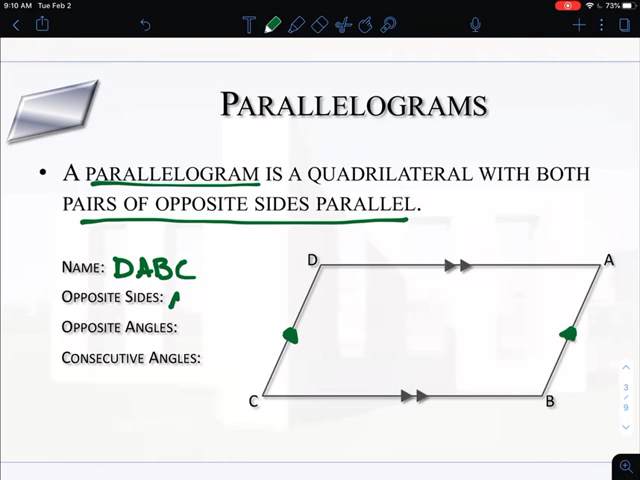 9:10 AM Tue Feb 2
73%
PARALLELOGRAMS
• A PARALLELOGRAM IS A QUADRILATERAL WITH BOTH
PAIRS OF OPPOSITE SIDES PARALLEL.
NAME: DABC
OPPOSITE SIDES:
OPPOSITE ANGLES:
CONSECUTIVE ANGLES:
D
A
C
B
3
/
9